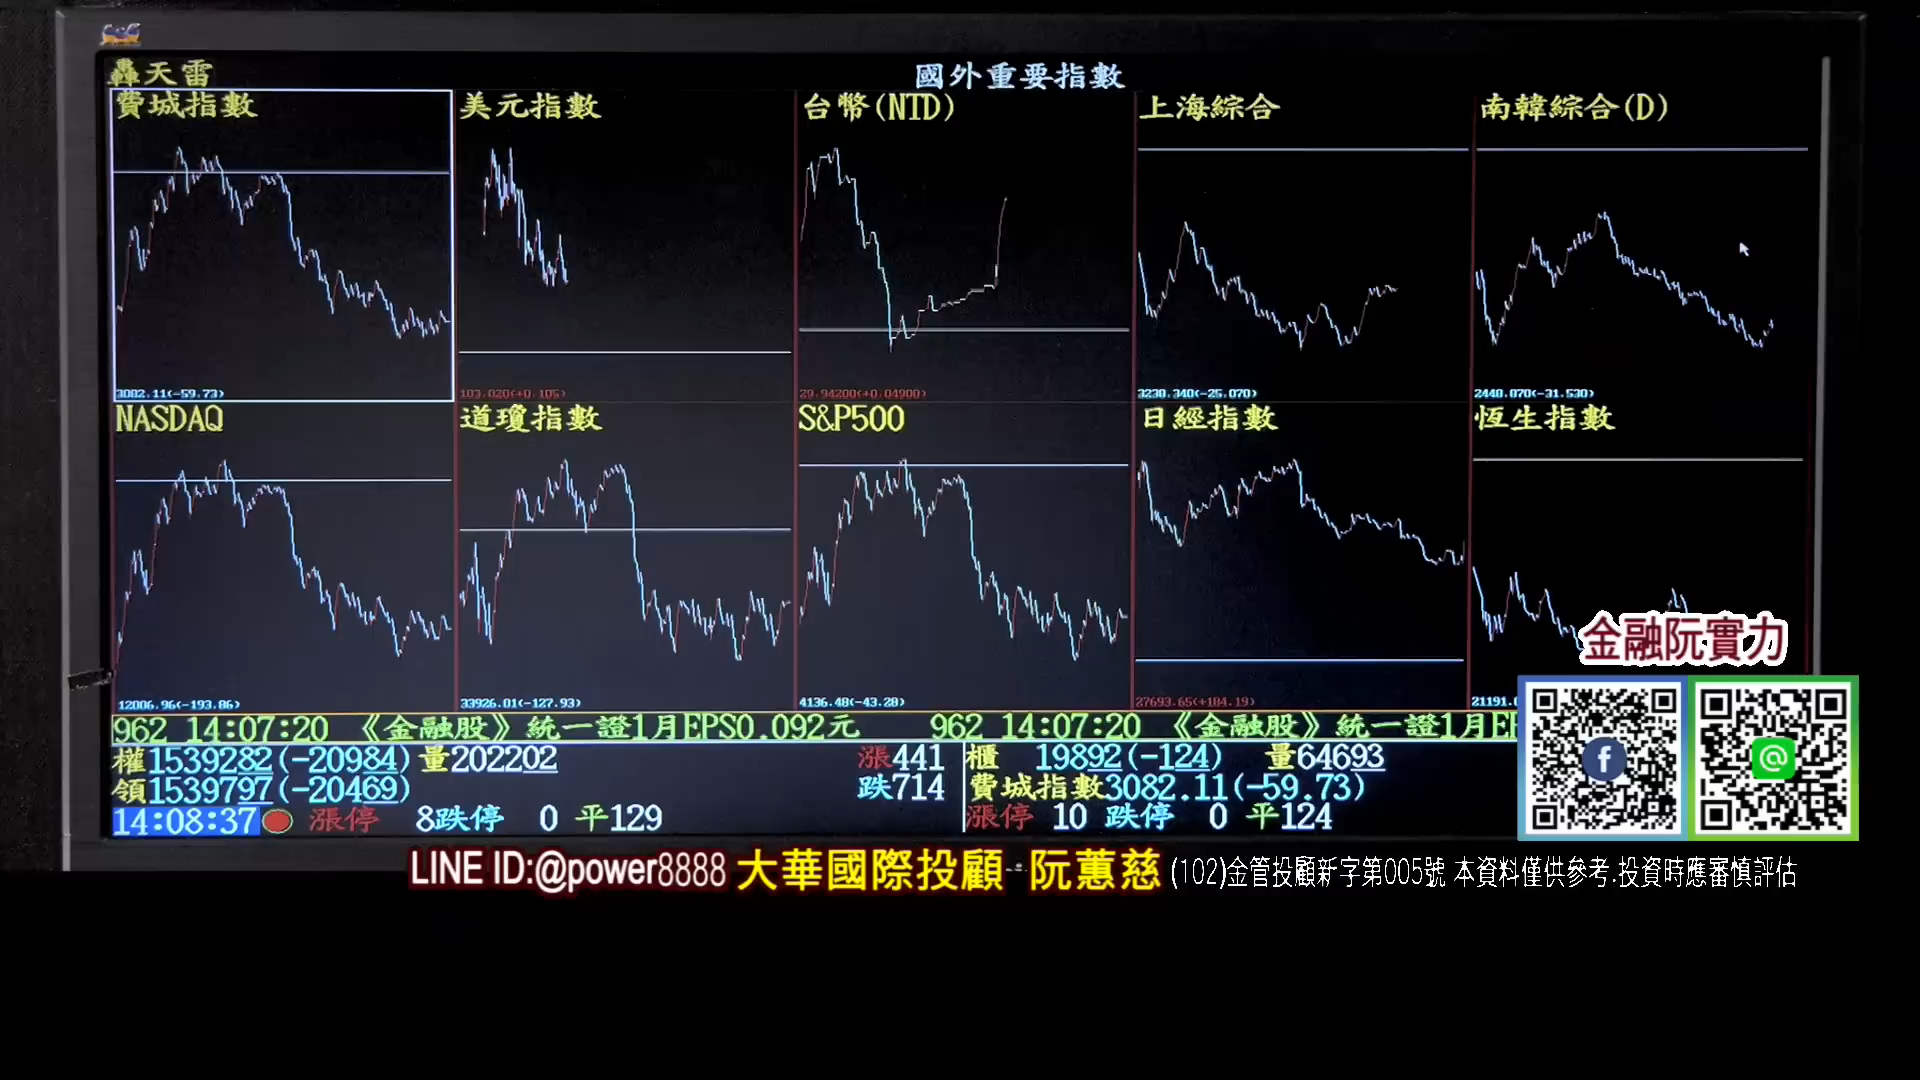 轟天雷
國外重要指數
費城指數
美元指數
台幣(NTD)
上海綜合
南韓綜合(D)
3082.11(-59.73)
103.020(+0.105)
29.94200(+0.04900)
3230.340(-25.070)
2440.070(-31.530)
NASDAQ
道瓊指數
S&P500
日經指數
恆生指數
金融阮實力
12006.96(-193.86)
33926.01(-127.93)
4136.48(-43.28)
27693.65(+184.19)
962 14:07:20 《金融股》統一證1月EPS0.092元 962 14:07:20 《金融股》統一證1月EP
權1539282(-20984) 量202202 漲441 櫃 19892(-124) 量64693
領1539797(-20469) 跌714 費城指數3082.11(-59.73)
14:08:37 漲停 8跌停 0 平129 漲停 10 跌停 0 平124
f @
LINE ID:@power8888 大華國際投顧 阮蕙慈 (102)金管投顧新字第005號 本資料僅供參考.投資時應審慎評估